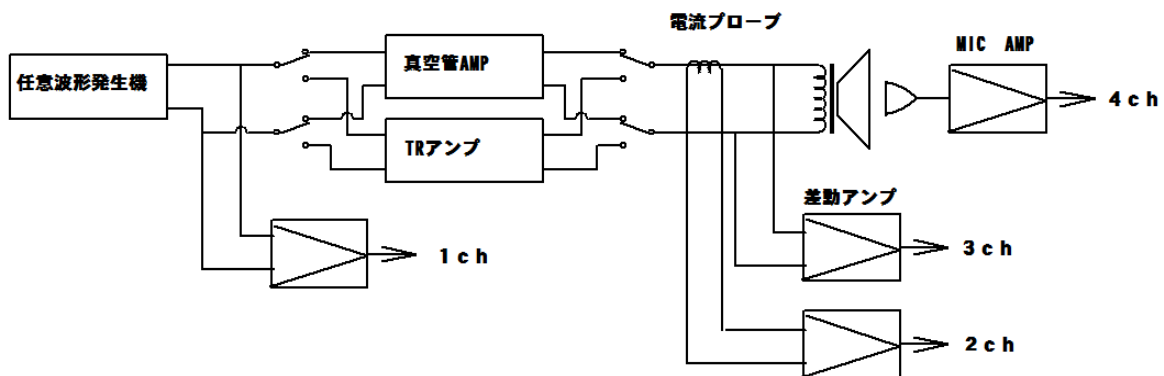 電流プローブ
MIC AMP
任意波形発生機
真空管AMP
4ch
TRアンプ
差動アンプ
1ch
3ch
2ch